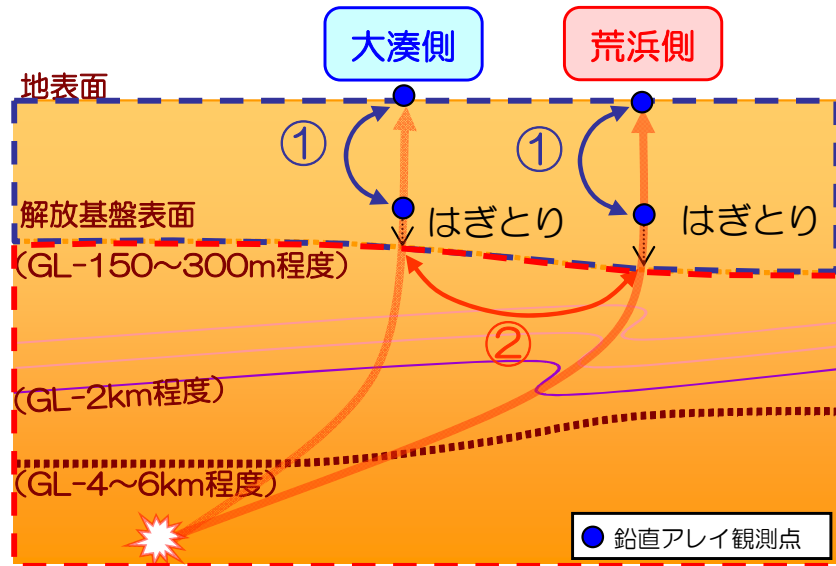 大湊側
荒浜側
地表面
①
①
解放基盤表面
はぎとり
はぎとり
(GL-150～300m程度)
②
(GL-2km程度)
(GL-4～6km程度)
鉛直アレイ観測点